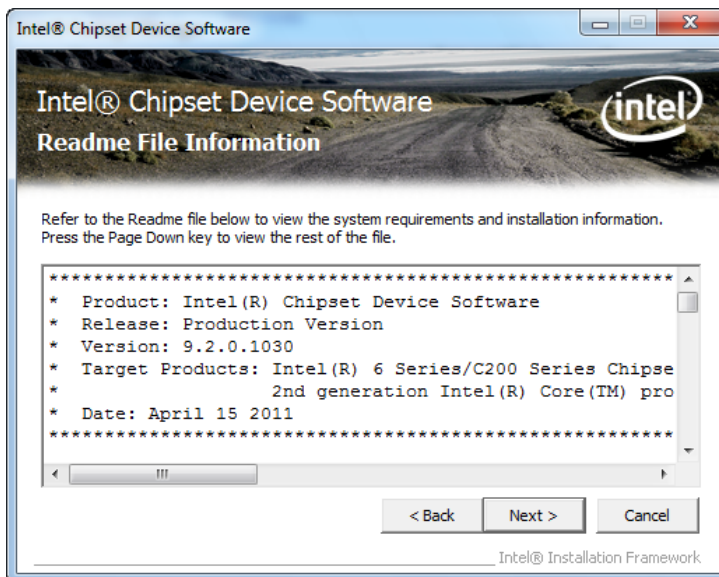 Intel® Chipset Device Software
Intel® Chipset Device Software
intel
Readme File Information
Refer to the Readme file below to view the system requirements and installation information.
Press the Page Down key to view the rest of the file.
************************************************************
*  Product: Intel(R) Chipset Device Software
*  Release: Production Version
*  Version: 9.2.0.1030
*  Target Products: Intel(R) 6 Series/C200 Series Chipse
*                   2nd generation Intel(R) Core(TM) pro
*  Date: April 15 2011
************************************************************
< Back Next > Cancel
Intel® Installation Framework